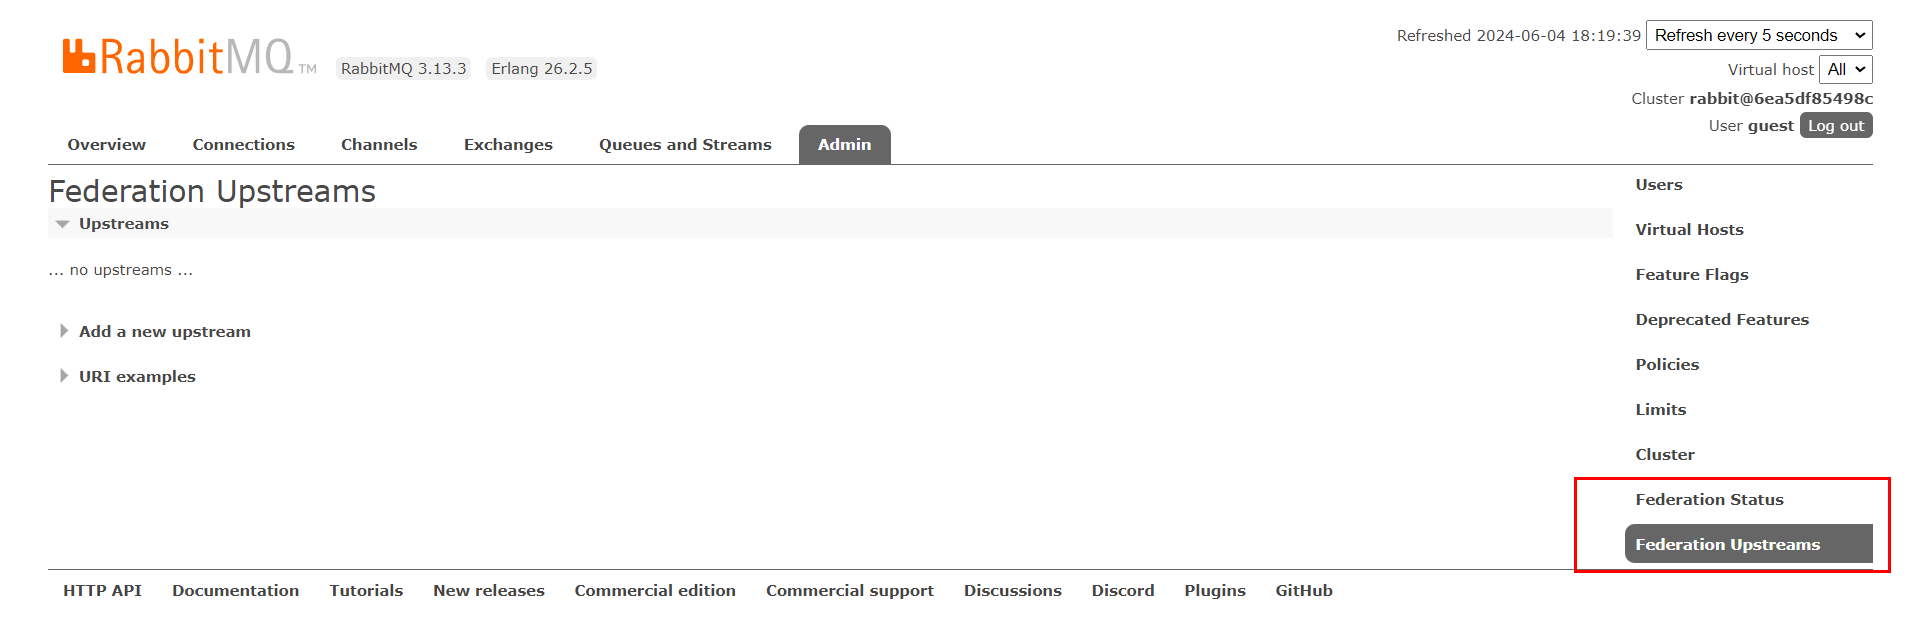 RabbitMQ TM RabbitMQ 3.13.3 Erlang 26.2.5
Refreshed 2024-06-04 18:19:39 Refresh every 5 seconds
Virtual host All
Cluster rabbit@6ea5df85498c
User guest Log out
Overview Connections Channels Exchanges Queues and Streams Admin
Federation Upstreams
Upstreams
... no upstreams ...
Add a new upstream
URI examples
Users
Virtual Hosts
Feature Flags
Deprecated Features
Policies
Limits
Cluster
Federation Status
Federation Upstreams
HTTP API Documentation Tutorials New releases Commercial edition Commercial support Discussions Discord Plugins GitHub